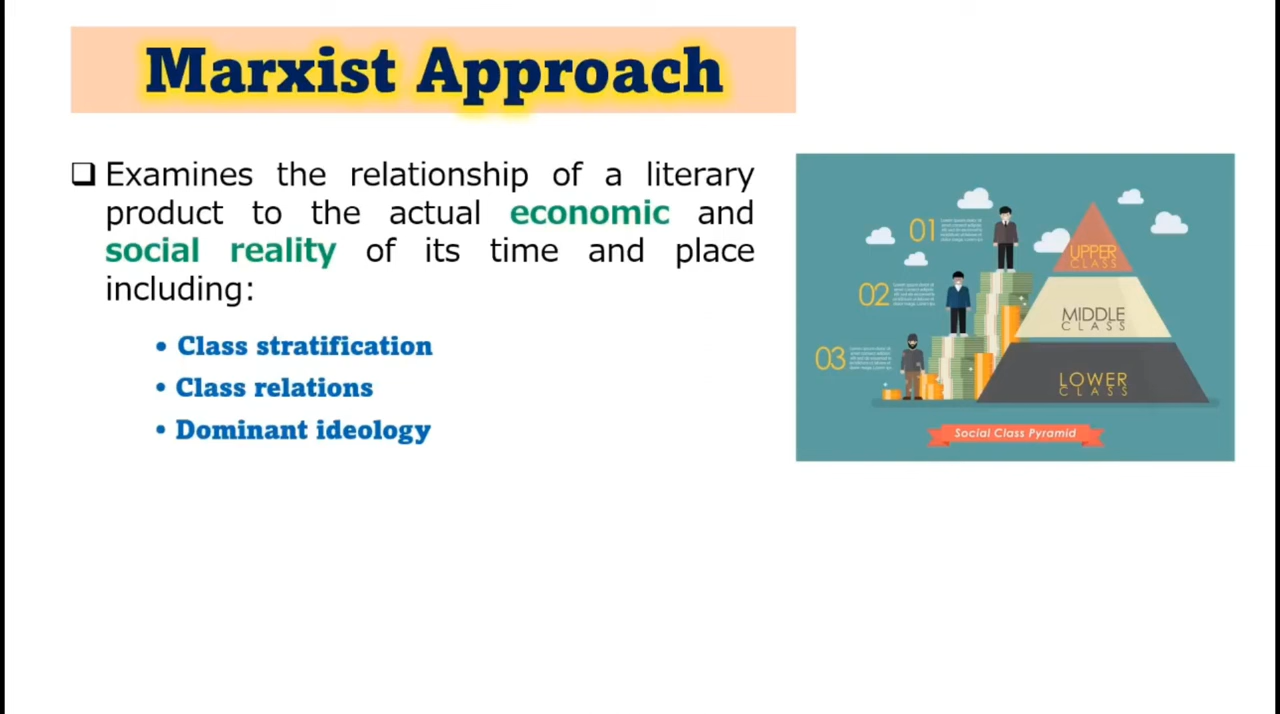 Marxist Approach
Examines the relationship of a literary
product to the actual economic and
social reality of its time and place
including:
• Class stratification
• Class relations
• Dominant ideology
01
02
03
UPPER
CLASS
MIDDLE
CLASS
LOWER
CLASS
Social Class Pyramid